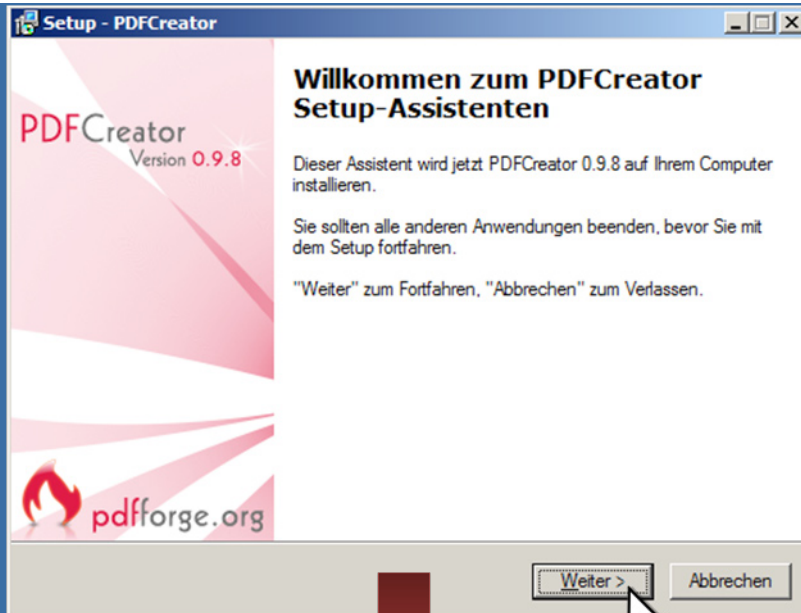 Setup - PDFCreator
PDFCreator
Version 0.9.8
Willkommen zum PDFCreator
Setup-Assistenten
Dieser Assistent wird jetzt PDFCreator 0.9.8 auf Ihrem Computer
installieren.
Sie sollten alle anderen Anwendungen beenden, bevor Sie mit
dem Setup fortfahren.
"Weiter" zum Fortfahren, "Abbrechen" zum Verlassen.
pdfforge.org
Weiter >
Abbrechen